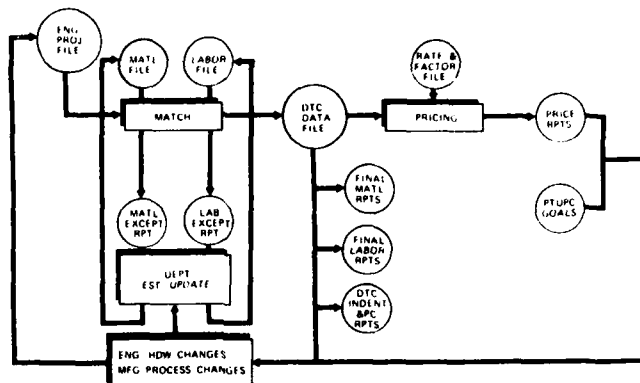 ENG
PROJ
FILE
MATL
FILE
LABOR
FILE
RATE &
FACTOR
FILE
MATCH
DTC
DATA
FILE
PRICING
PRICE
RPTS
FINAL
MATL
RPTS
MATL
EXCEPT
RPT
LAB
EXCEPT
RPT
PTUPC
GOALS
FINAL
LABOR
RPTS
DEPT
EST UPDATE
DTC
INDENT
&PC
RPTS
ENG HDW CHANGES
MFG PROCESS CHANGES